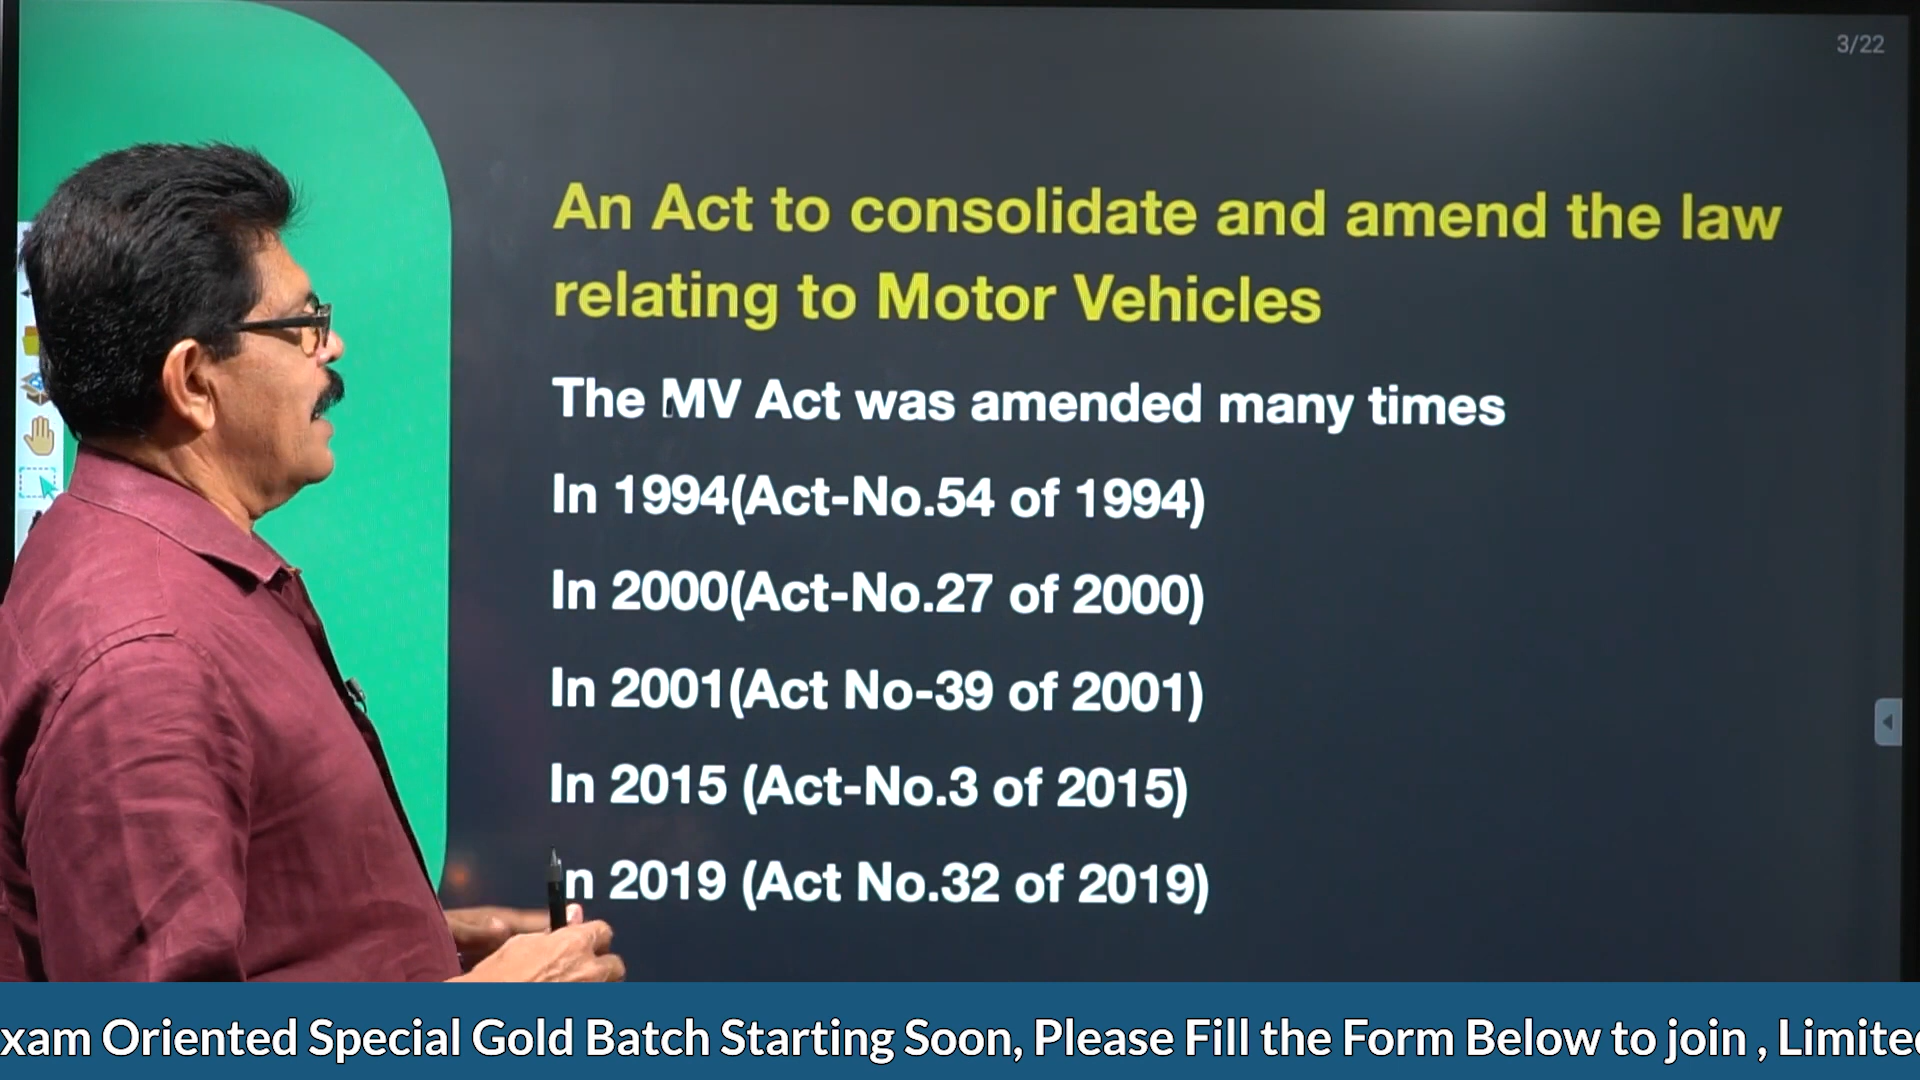 3/22
An Act to consolidate and amend the law
relating to Motor Vehicles
The MV Act was amended many times
In 1994(Act-No.54 of 1994)
In 2000(Act-No.27 of 2000)
In 2001(Act No-39 of 2001)
In 2015 (Act-No.3 of 2015)
In 2019 (Act No.32 of 2019)
xam Oriented Special Gold Batch Starting Soon, Please Fill the Form Below to join , Limite